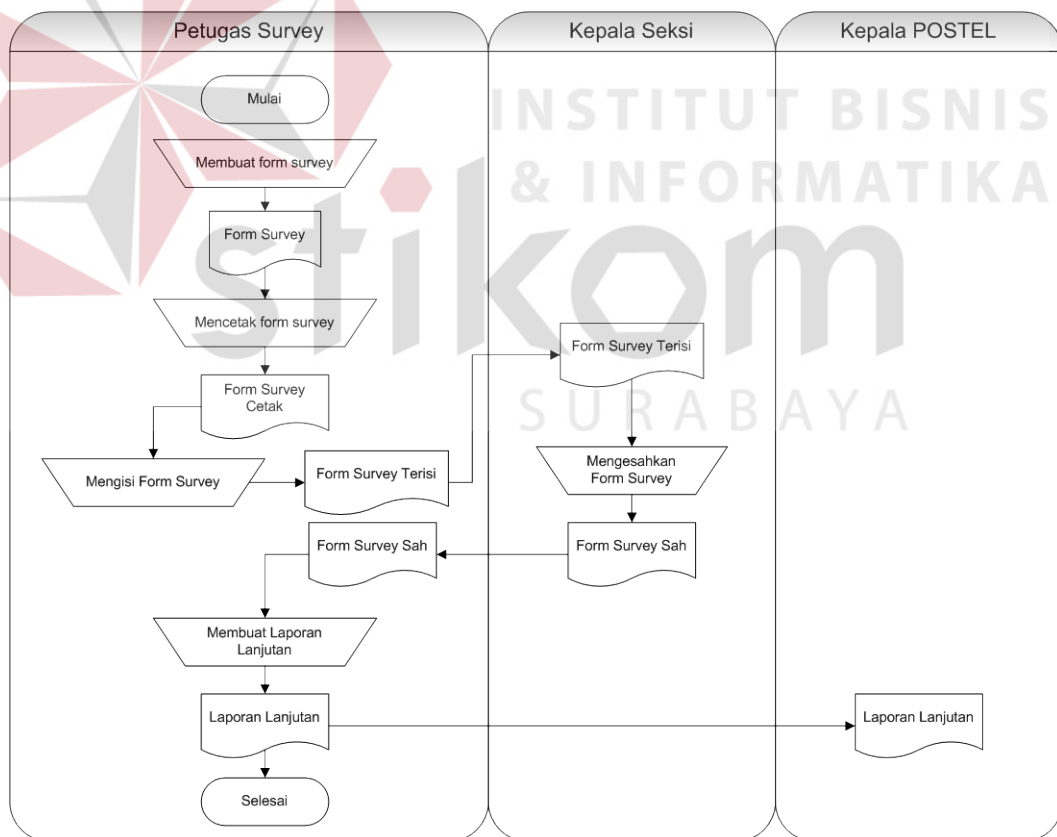 Petugas Survey
Kepala Seksi
Kepala POSTEL
INSTITUT BISNIS
& INFORMATIKA
stikom
SURABAYA
Mulai
Membuat form survey
Form Survey
Mencetak form survey
Form Survey
Cetak
Mengisi Form Survey
Form Survey Terisi
Form Survey Terisi
Mengesahkan
Form Survey
Form Survey Sah
Form Survey Sah
Membuat Laporan
Lanjutan
Laporan Lanjutan
Laporan Lanjutan
Selesai